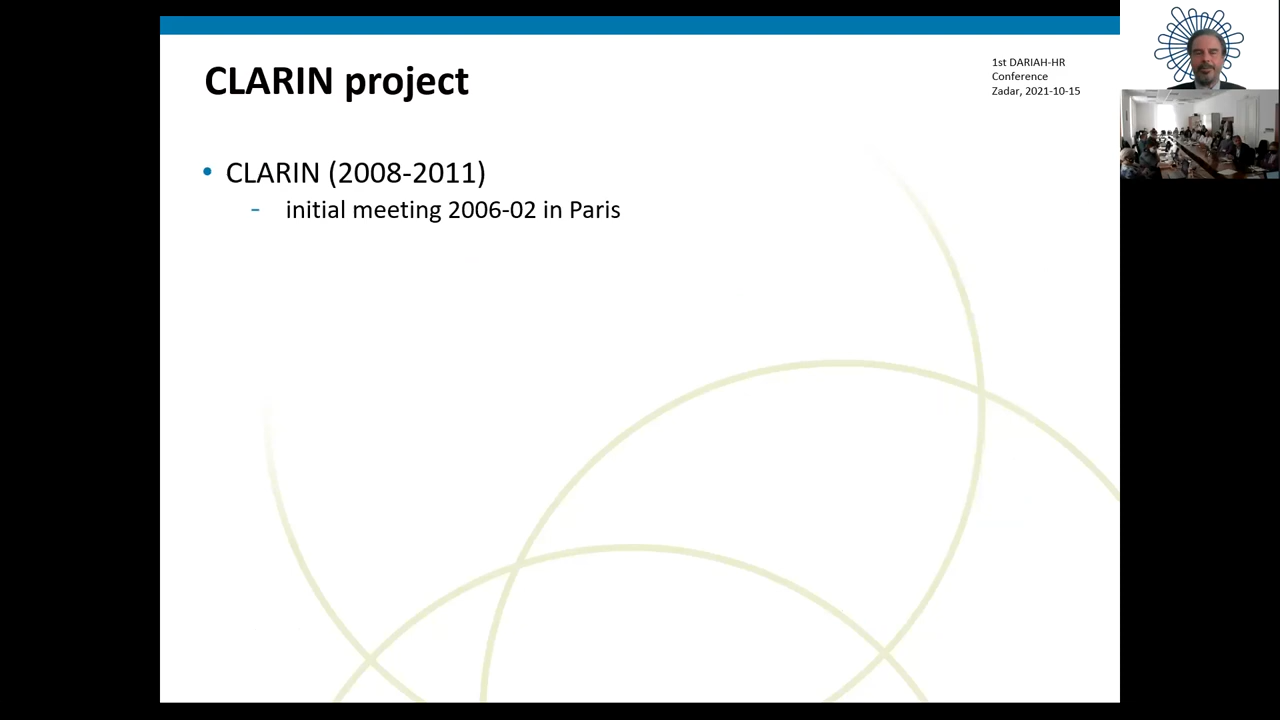 CLARIN project
1st DARIAH-HR
Conference
Zadar, 2021-10-15
• CLARIN (2008-2011)
- initial meeting 2006-02 in Paris